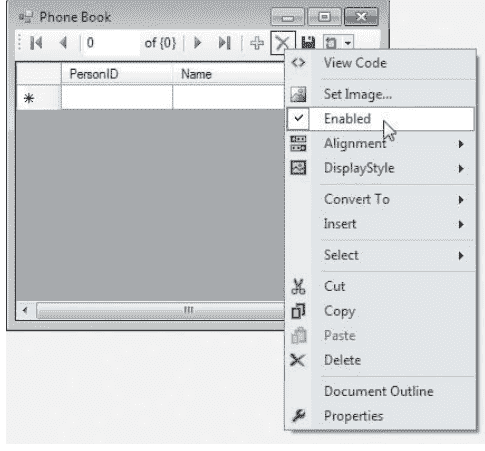 Phone Book
0 of {0}
PersonID Name
View Code
Set Image...
Enabled
Alignment
DisplayStyle
Convert To
Insert
Select
Cut
Copy
Paste
Delete
Document Outline
Properties